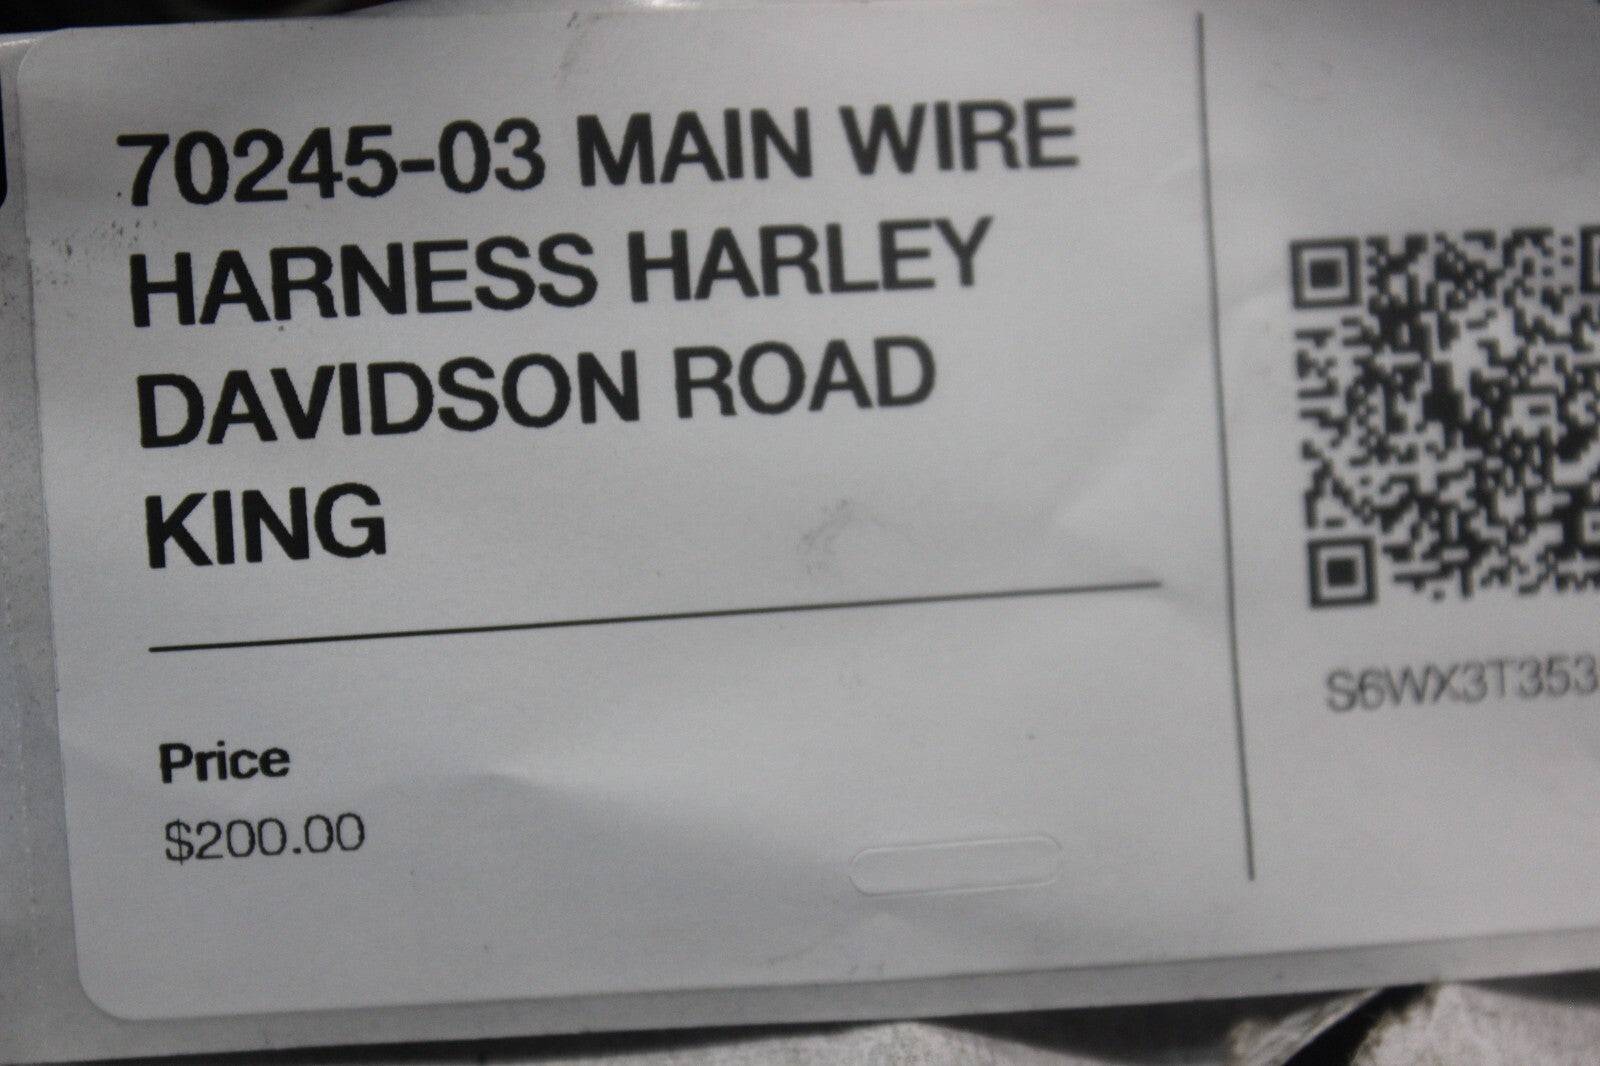 70245-03 MAIN WIRE
HARNESS HARLEY
DAVIDSON ROAD
KING
Price
$200.00
S6WX3T353